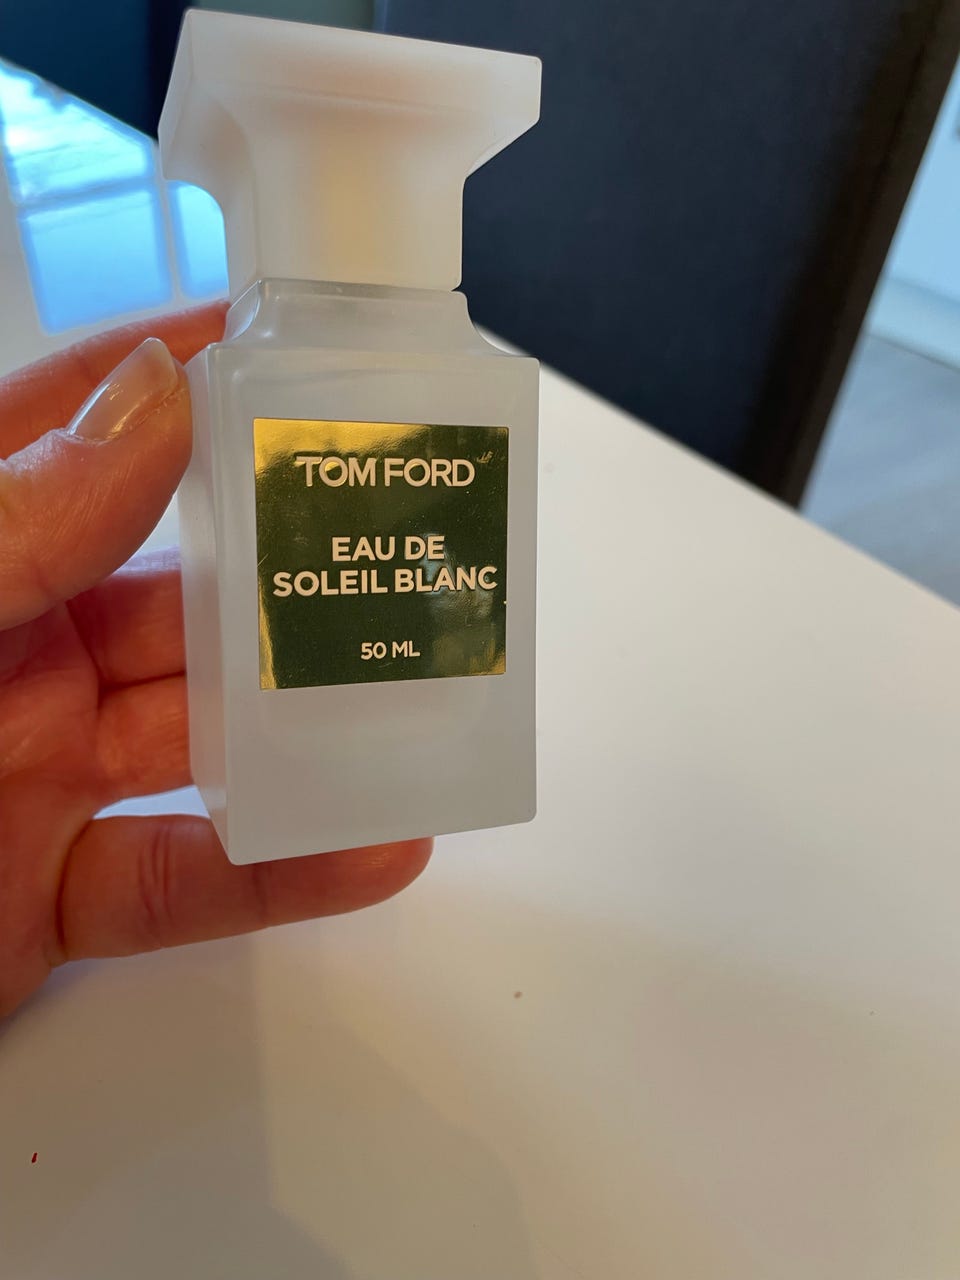 TOM FORD
EAU DE
SOLEIL BLANC
50 ML